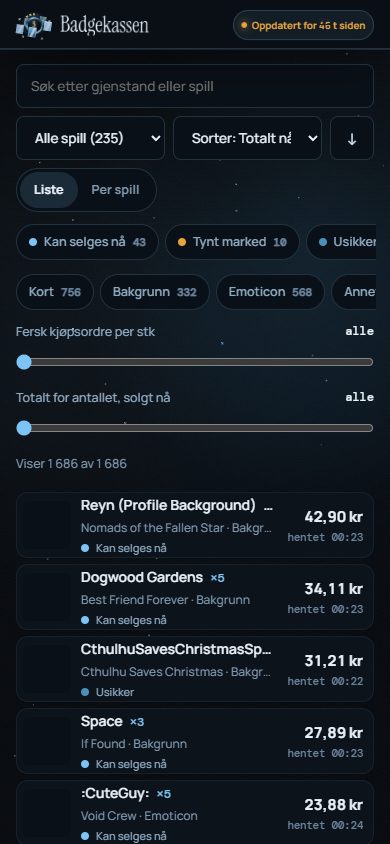 Badgekassen
Oppdatert for 46 t siden
Søk etter gjenstand eller spill
Alle spill (235)
Sorter: Totalt nå
↓
Liste
Per spill
Kan selges nå 43
Tynt marked 10
Usikker
Kort 756
Bakgrunn 332
Emoticon 568
Annet
Fersk kjøpsordre per stk
alle
Totalt for antallet, solgt nå
alle
Viser 1 686 av 1 686
Reyn (Profile Background) ...
42,90 kr
Nomads of the Fallen Star · Bakgr...
hentet 00:23
Kan selges nå
Dogwood Gardens ×5
34,11 kr
Best Friend Forever · Bakgrunn
hentet 00:23
Kan selges nå
CthulhuSavesChristmasSp...
31,21 kr
Cthulhu Saves Christmas · Bakgr...
hentet 00:22
Usikker
Space ×3
27,89 kr
If Found · Bakgrunn
hentet 00:23
Kan selges nå
:CuteGuy: ×5
23,88 kr
Void Crew · Emoticon
hentet 00:24
Kan selges nå